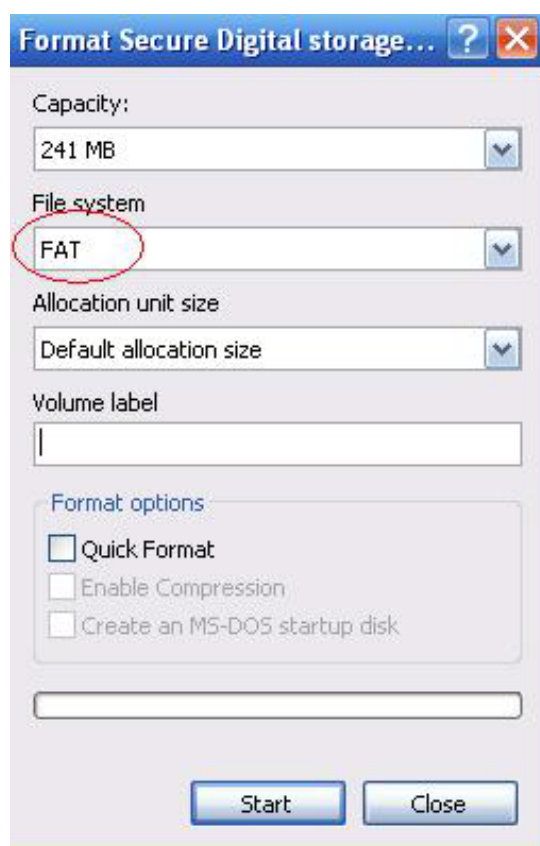 Format Secure Digital storage... ?
Capacity:
241 MB
File system
FAT
Allocation unit size
Default allocation size
Volume label
Format options
Quick Format
Enable Compression
Create an MS-DOS startup disk
Start Close